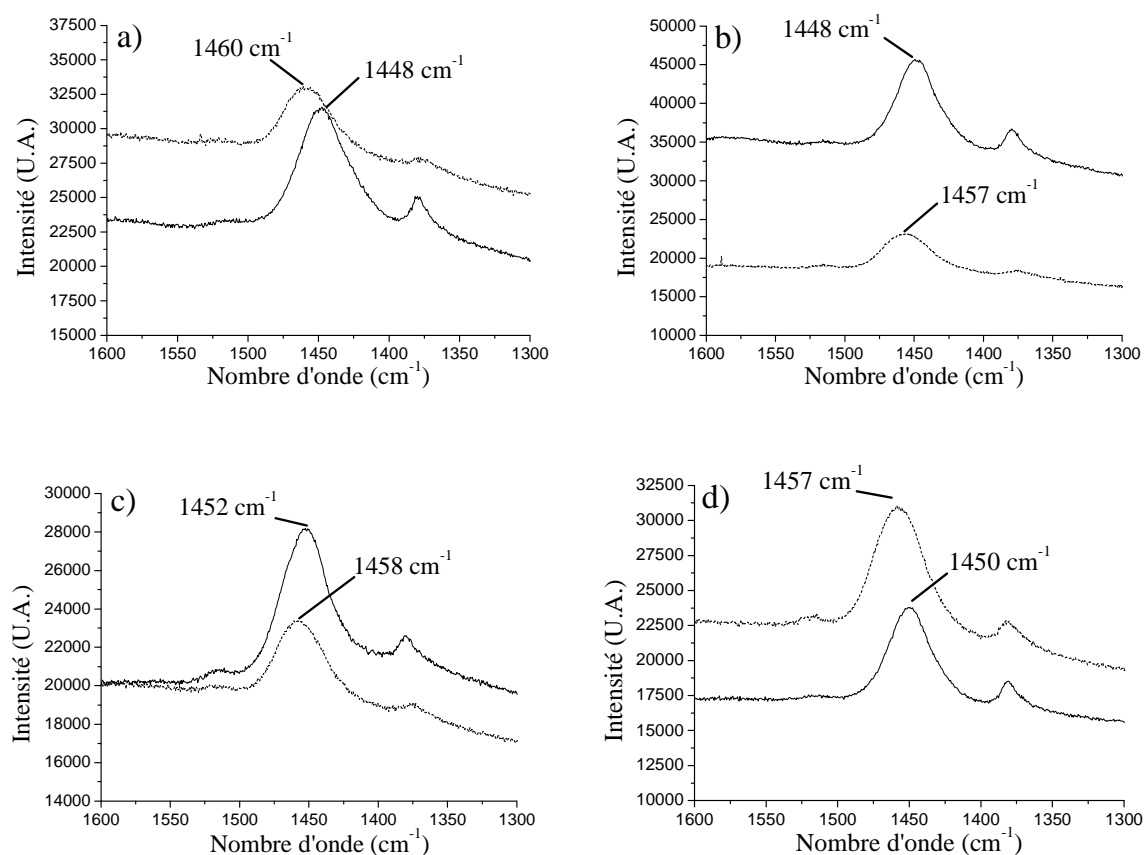 a)
1460 cm-1
1448 cm-1
37500
35000
32500
30000
27500
25000
22500
20000
17500
15000
Intensité (U.A.)
1600 1550 1500 1450 1400 1350 1300
Nombre d'onde (cm-1)
b)
1448 cm-1
1457 cm-1
50000
45000
40000
35000
30000
25000
20000
15000
10000
Intensité (U.A.)
1600 1550 1500 1450 1400 1350 1300
Nombre d'onde (cm-1)
c)
1452 cm-1
1458 cm-1
30000
28000
26000
24000
22000
20000
18000
16000
14000
Intensité (U.A.)
1600 1550 1500 1450 1400 1350 1300
Nombre d'onde (cm-1)
d)
1457 cm-1
1450 cm-1
32500
30000
27500
25000
22500
20000
17500
15000
12500
10000
Intensité (U.A.)
1600 1550 1500 1450 1400 1350 1300
Nombre d'onde (cm-1)